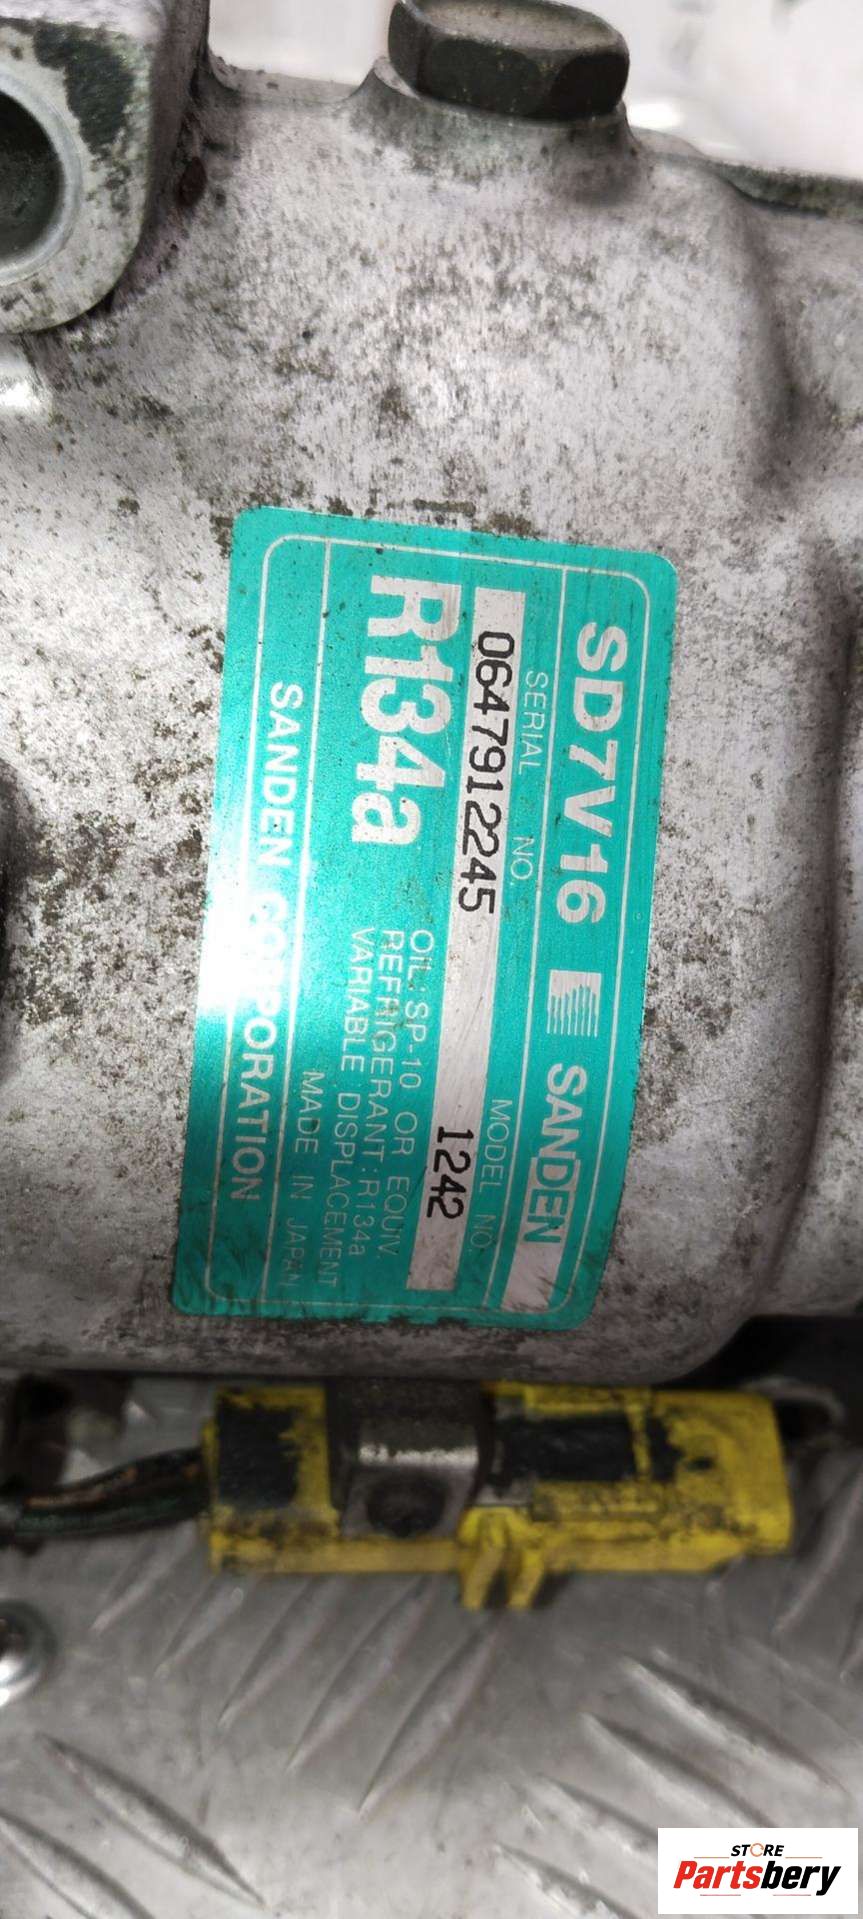 SD7V16 SANDEN
SERIAL NO. MODEL NO.
0647912245 1242
R134a
OIL: SP-10 OR EQUIV.
REFRIGERANT: R134a
VARIABLE DISPLACEMENT
MADE IN JAPAN
SANDEN CORPORATION
STORE
Partsbery